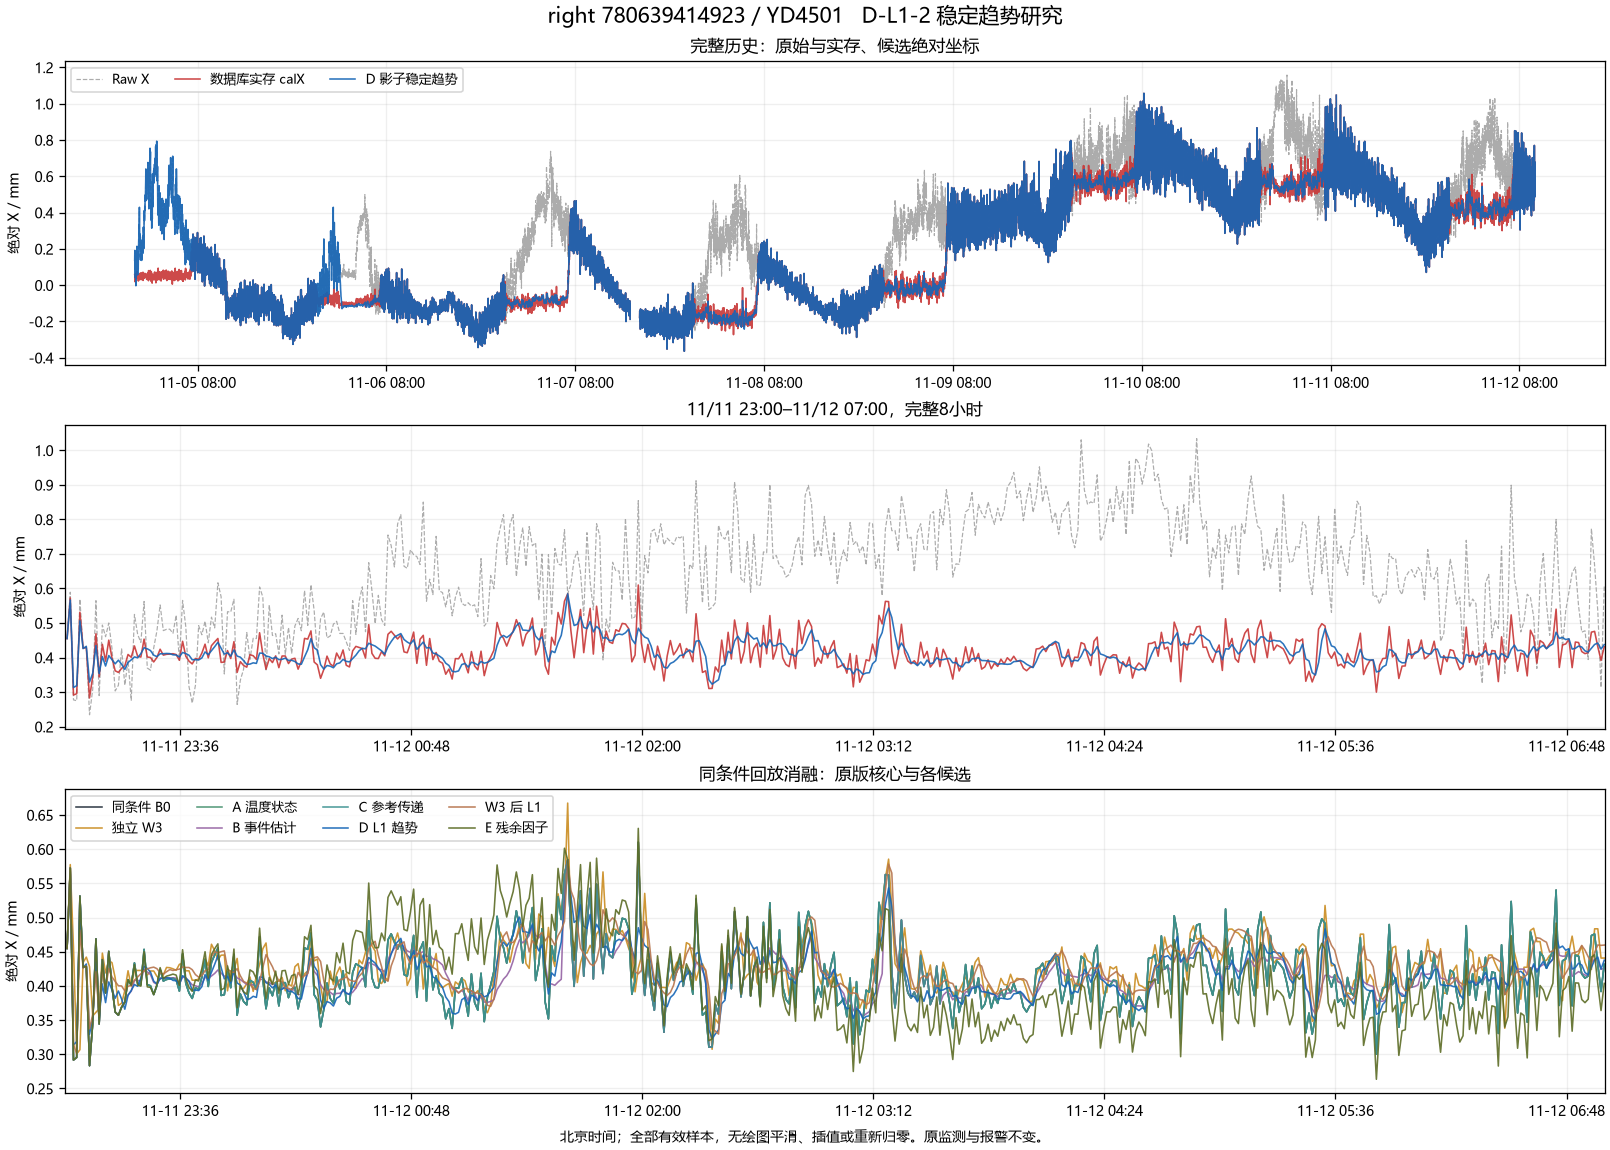 right 780639414923 / YD4501   D-L1-2 稳定趋势研究
完整历史：原始与实存、候选绝对坐标
Raw X
数据库实存 calX
D 影子稳定趋势
绝对 X / mm
1.2
1.0
0.8
0.6
0.4
0.2
0.0
-0.2
-0.4
11-05 08:00
11-06 08:00
11-07 08:00
11-08 08:00
11-09 08:00
11-10 08:00
11-11 08:00
11-12 08:00
11/11 23:00–11/12 07:00，完整8小时
绝对 X / mm
1.0
0.9
0.8
0.7
0.6
0.5
0.4
0.3
0.2
11-11 23:36
11-12 00:48
11-12 02:00
11-12 03:12
11-12 04:24
11-12 05:36
11-12 06:48
同条件回放消融：原版核心与各候选
同条件 B0
A 温度状态
C 参考传递
W3 后 L1
独立 W3
B 事件估计
D L1 趋势
E 残余因子
绝对 X / mm
0.65
0.60
0.55
0.50
0.45
0.40
0.35
0.30
0.25
11-11 23:36
11-12 00:48
11-12 02:00
11-12 03:12
11-12 04:24
11-12 05:36
11-12 06:48
北京时间；全部有效样本，无绘图平滑、插值或重新归零。原监测与报警不变。